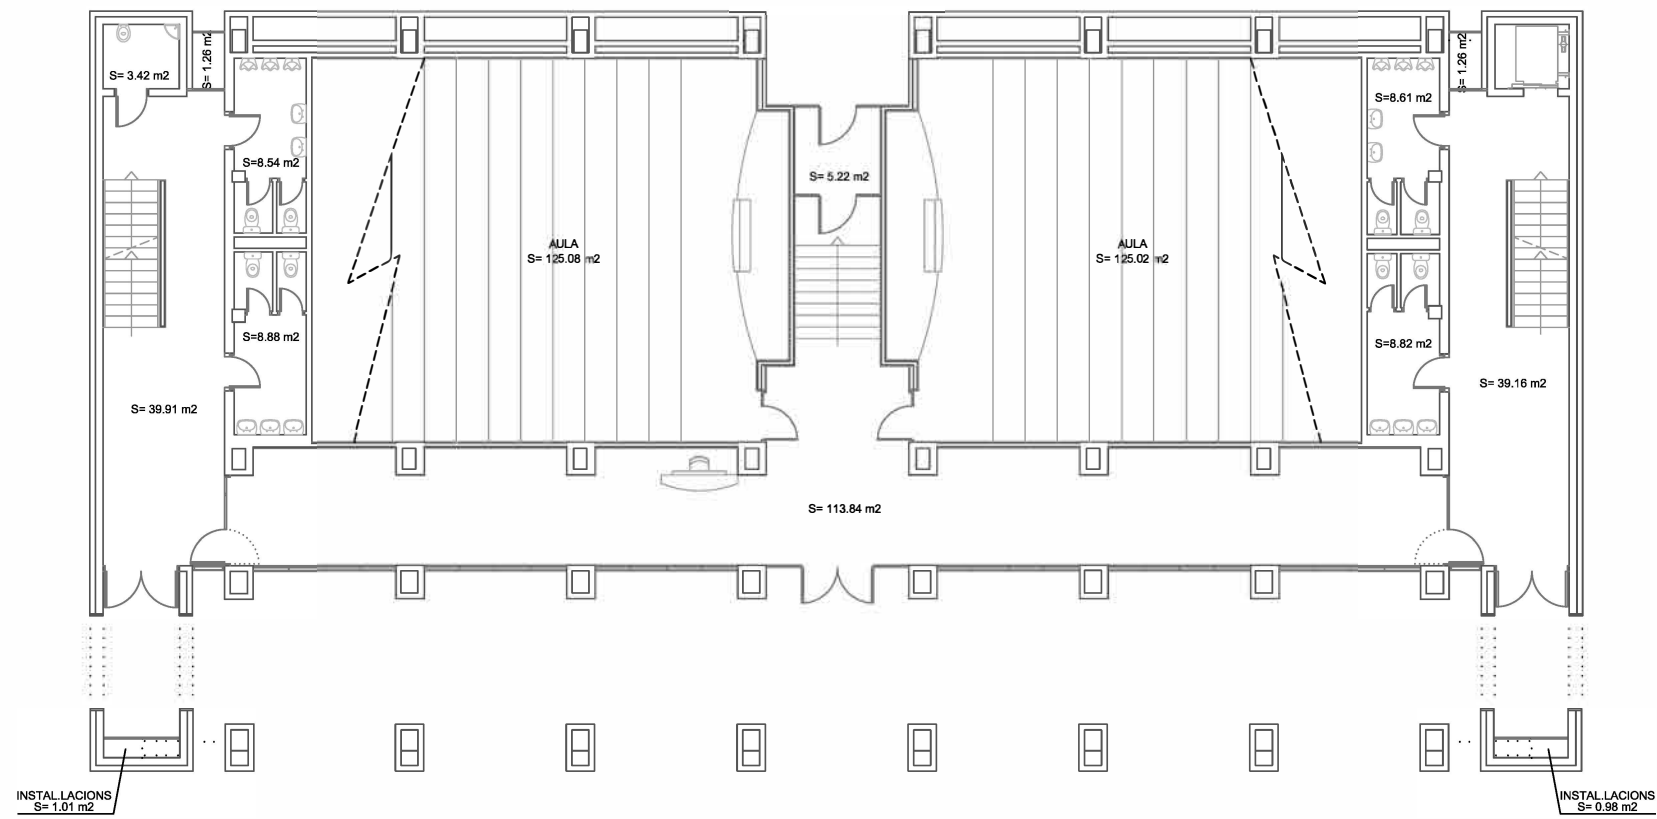 S= 3.42 m2
S= 1.26 m2
S=8.54 m2
AULA
S= 125.08 m2
S= 5.22 m2
AULA
S= 125.02 m2
S=8.61 m2
S= 1.26 m2
S=8.88 m2
S=8.82 m2
S= 39.91 m2
S= 39.16 m2
S= 113.84 m2
INSTAL.LACIONS
S= 1.01 m2
INSTAL.LACIONS
S= 0.98 m2